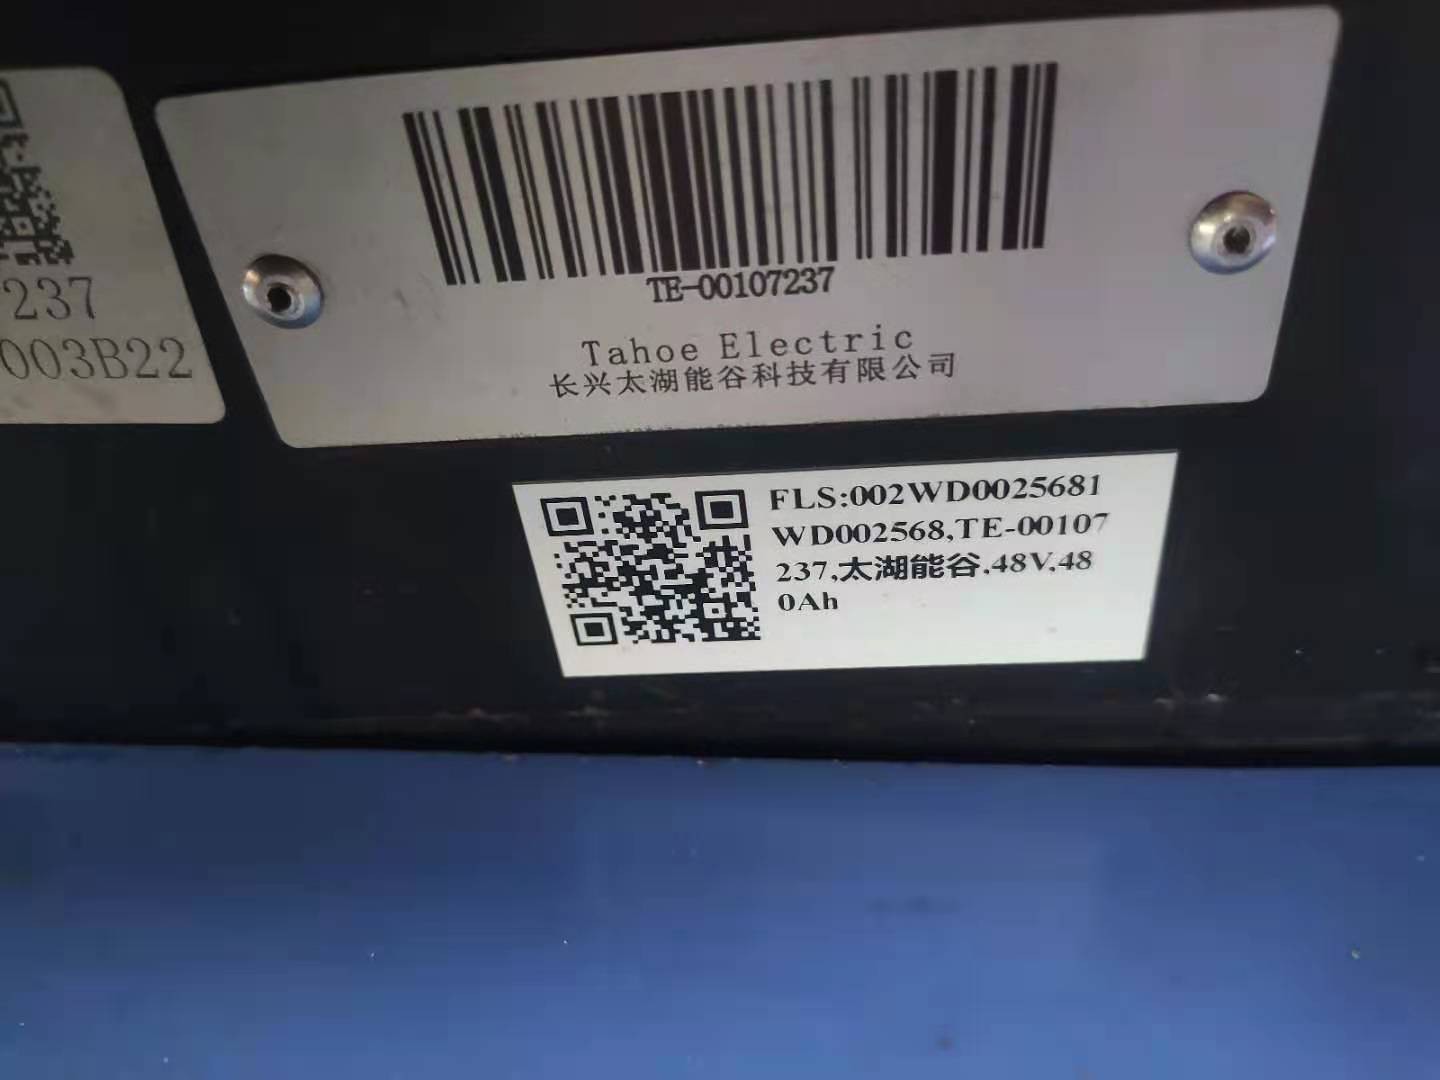 237
003B22
TE-00107237
Tahoe Electric
长兴太湖能谷科技有限公司
FLS:002WD0025681
WD002568,TE-00107
237,太湖能谷,48V,48
0Ah